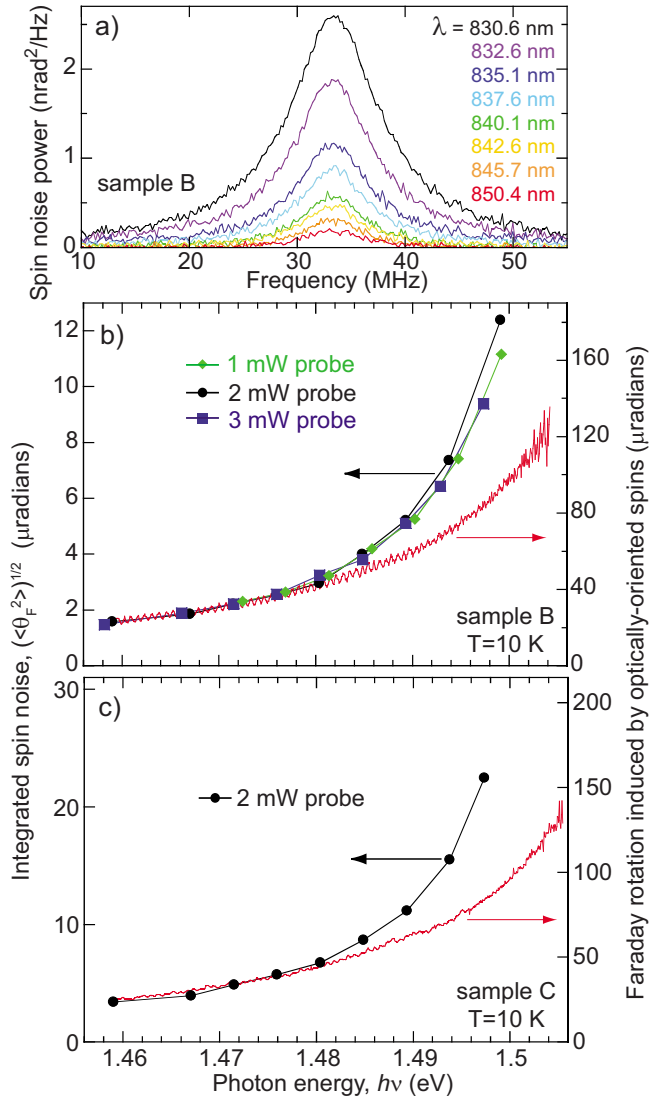 a)
λ = 830.6 nm
832.6 nm
835.1 nm
837.6 nm
840.1 nm
842.6 nm
845.7 nm
850.4 nm
sample B
Spin noise power (nrad²/Hz)
2
1
0
10 20 30 40 50
Frequency (MHz)
b)
1 mW probe
2 mW probe
3 mW probe
sample B
T=10 K
12
10
8
6
4
2
0
160
120
80
40
0
Integrated spin noise, (<θ_F²>)^1/2 (μradians)
Faraday rotation induced by optically-oriented spins (μradians)
c)
2 mW probe
sample C
T=10 K
30
20
10
0
200
150
100
50
0
1.46 1.47 1.48 1.49 1.5
Photon energy, hν (eV)